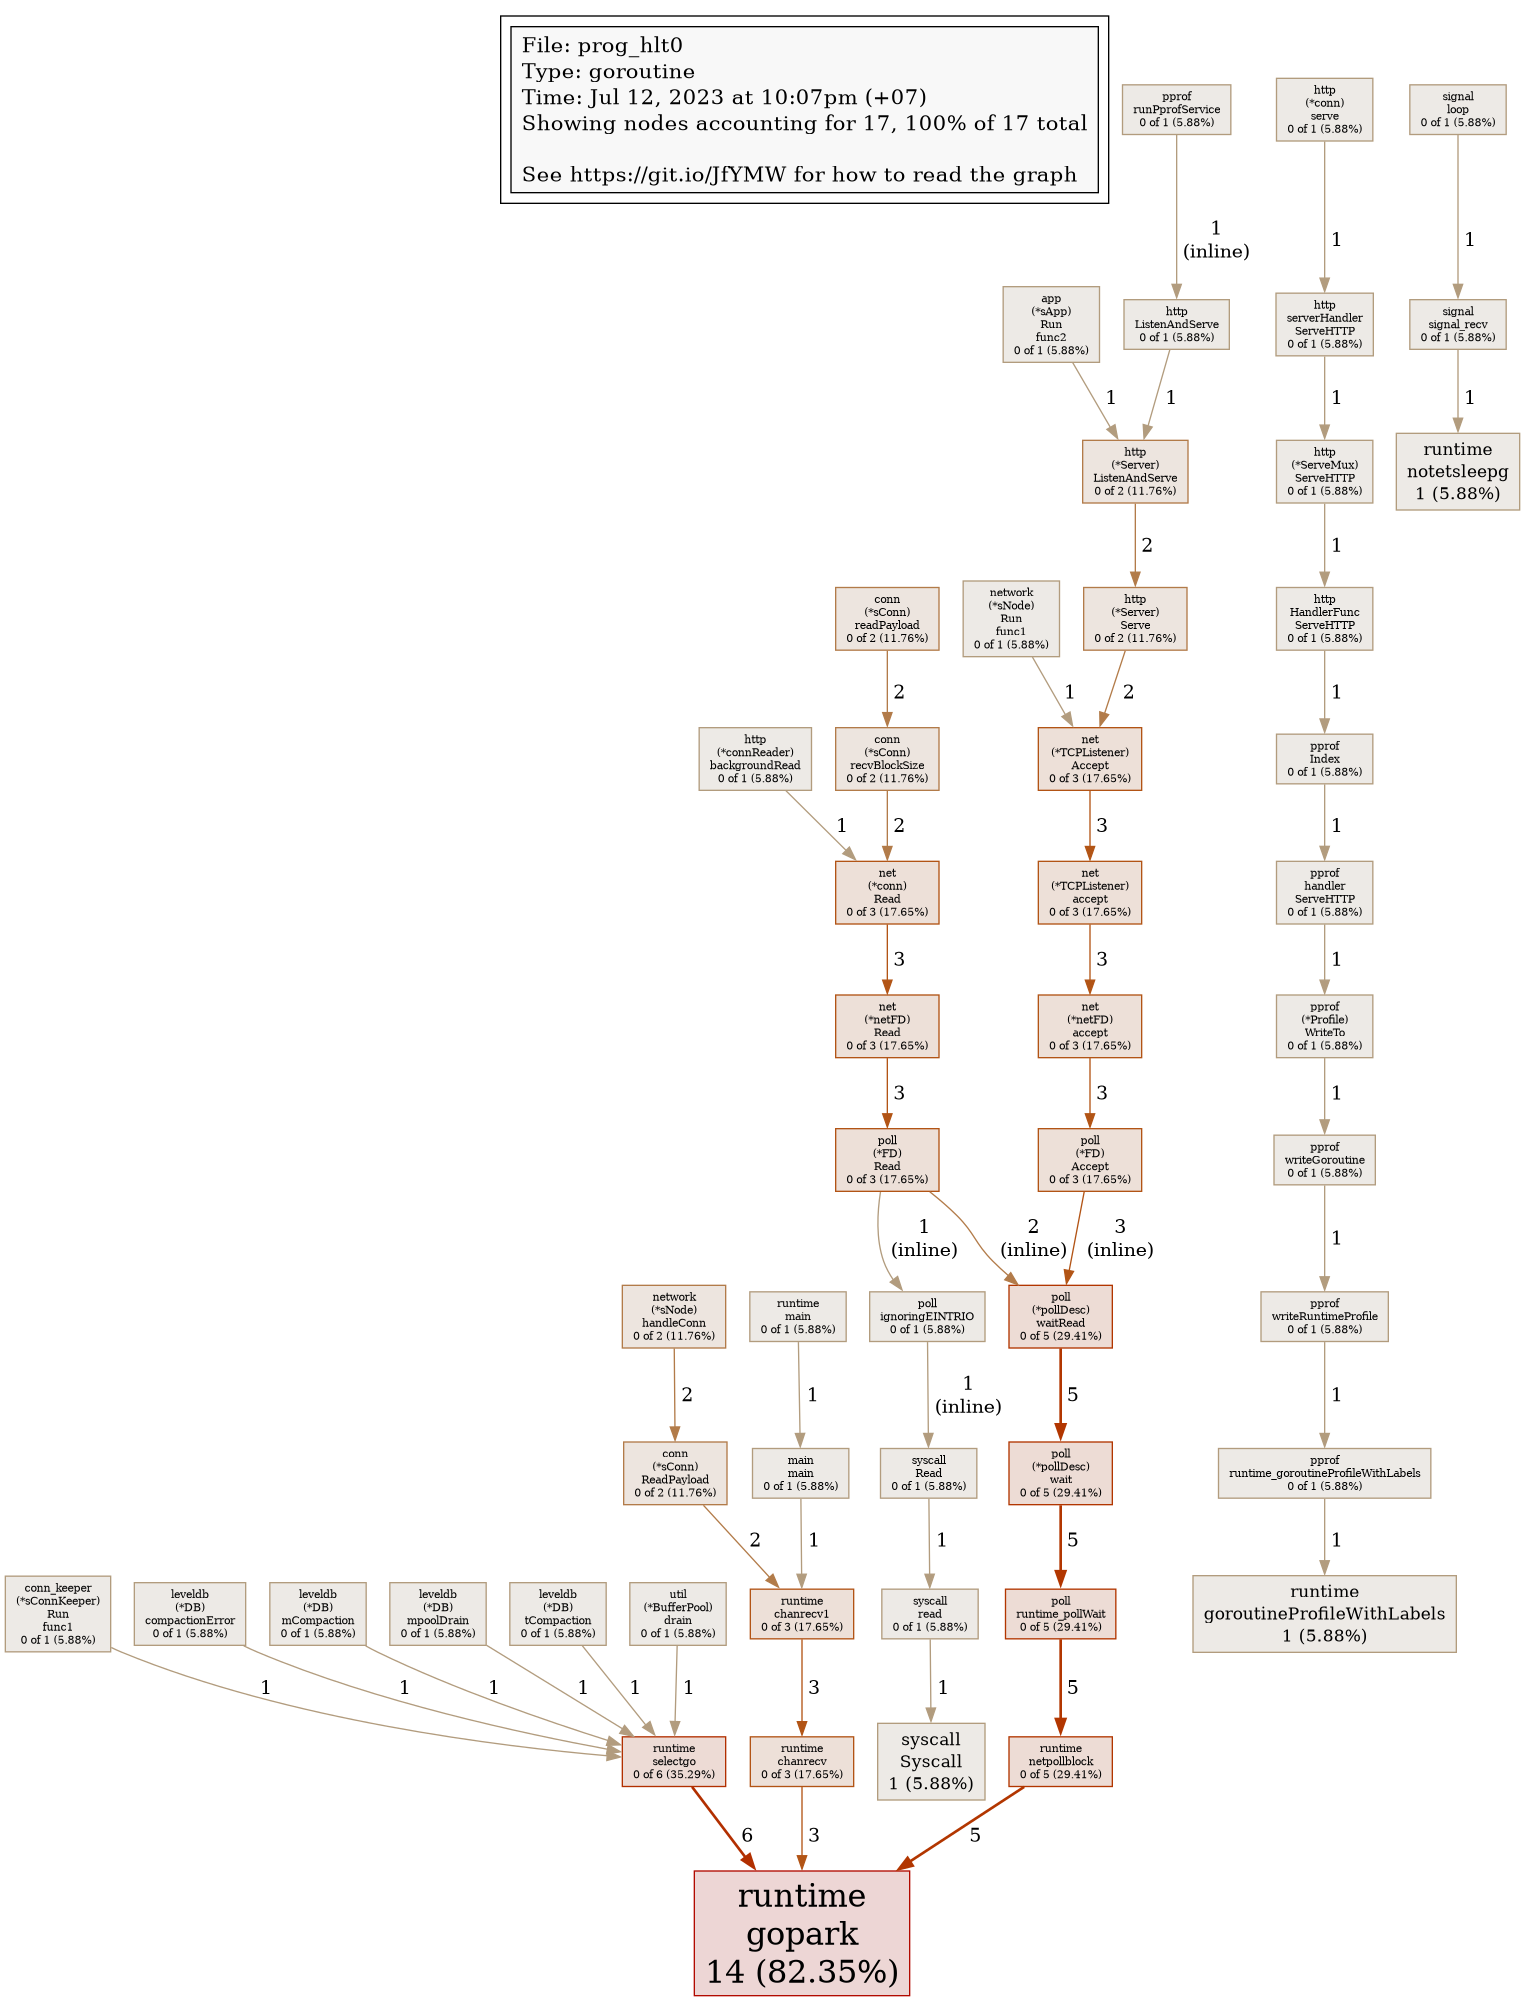 File: prog_hlt0
Type: goroutine
Time: Jul 12, 2023 at 10:07pm (+07)
Showing nodes accounting for 17, 100% of 17 total
See https://git.io/JfYMW for how to read the graph
pprof
runPprofService
0 of 1 (5.88%)
http
(*conn)
serve
0 of 1 (5.88%)
signal
loop
0 of 1 (5.88%)
1
(inline)
1
1
app
(*sApp)
Run
func2
0 of 1 (5.88%)
http
ListenAndServe
0 of 1 (5.88%)
http
serverHandler
ServeHTTP
0 of 1 (5.88%)
signal
signal_recv
0 of 1 (5.88%)
1
1
1
1
http
(*Server)
ListenAndServe
0 of 2 (11.76%)
http
(*ServeMux)
ServeHTTP
0 of 1 (5.88%)
runtime
notetsleepg
1 (5.88%)
2
1
conn
(*sConn)
readPayload
0 of 2 (11.76%)
network
(*sNode)
Run
func1
0 of 1 (5.88%)
http
(*Server)
Serve
0 of 2 (11.76%)
http
HandlerFunc
ServeHTTP
0 of 1 (5.88%)
2
1
2
1
http
(*connReader)
backgroundRead
0 of 1 (5.88%)
conn
(*sConn)
recvBlockSize
0 of 2 (11.76%)
net
(*TCPListener)
Accept
0 of 3 (17.65%)
pprof
Index
0 of 1 (5.88%)
1
2
3
1
net
(*conn)
Read
0 of 3 (17.65%)
net
(*TCPListener)
accept
0 of 3 (17.65%)
pprof
handler
ServeHTTP
0 of 1 (5.88%)
3
3
1
net
(*netFD)
Read
0 of 3 (17.65%)
net
(*netFD)
accept
0 of 3 (17.65%)
pprof
(*Profile)
WriteTo
0 of 1 (5.88%)
3
3
1
poll
(*FD)
Read
0 of 3 (17.65%)
poll
(*FD)
Accept
0 of 3 (17.65%)
pprof
writeGoroutine
0 of 1 (5.88%)
1
(inline)
2
(inline)
3
(inline)
1
network
(*sNode)
handleConn
0 of 2 (11.76%)
runtime
main
0 of 1 (5.88%)
poll
ignoringEINTRIO
0 of 1 (5.88%)
poll
(*pollDesc)
waitRead
0 of 5 (29.41%)
pprof
writeRuntimeProfile
0 of 1 (5.88%)
2
1
1
(inline)
5
1
conn
(*sConn)
ReadPayload
0 of 2 (11.76%)
main
main
0 of 1 (5.88%)
syscall
Read
0 of 1 (5.88%)
poll
(*pollDesc)
wait
0 of 5 (29.41%)
pprof
runtime_goroutineProfileWithLabels
0 of 1 (5.88%)
2
1
1
5
1
conn_keeper
(*sConnKeeper)
Run
func1
0 of 1 (5.88%)
leveldb
(*DB)
compactionError
0 of 1 (5.88%)
leveldb
(*DB)
mCompaction
0 of 1 (5.88%)
leveldb
(*DB)
mpoolDrain
0 of 1 (5.88%)
leveldb
(*DB)
tCompaction
0 of 1 (5.88%)
util
(*BufferPool)
drain
0 of 1 (5.88%)
runtime
chanrecv1
0 of 3 (17.65%)
syscall
read
0 of 1 (5.88%)
poll
runtime_pollWait
0 of 5 (29.41%)
runtime
goroutineProfileWithLabels
1 (5.88%)
1
1
1
1
1
1
3
1
5
runtime
selectgo
0 of 6 (35.29%)
runtime
chanrecv
0 of 3 (17.65%)
syscall
Syscall
1 (5.88%)
runtime
netpollblock
0 of 5 (29.41%)
6
3
5
runtime
gopark
14 (82.35%)